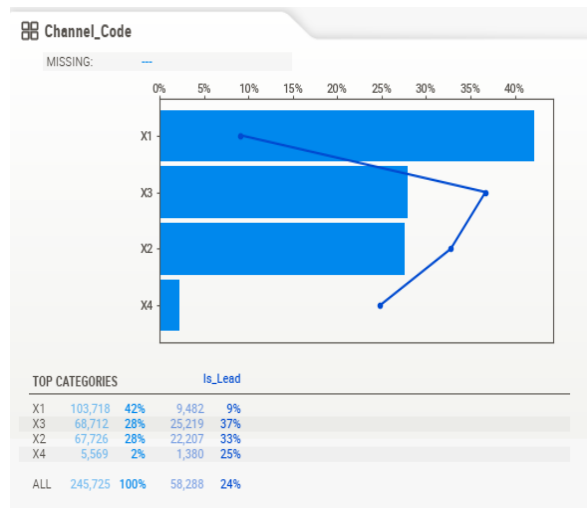 Channel_Code
MISSING: ---
0% 5% 10% 15% 20% 25% 30% 35% 40%
X1
X3
X2
X4
TOP CATEGORIES Is_Lead
X1 103,718 42% 9,482 9%
X3 68,712 28% 25,219 37%
X2 67,726 28% 22,207 33%
X4 5,569 2% 1,380 25%
ALL 245,725 100% 58,288 24%